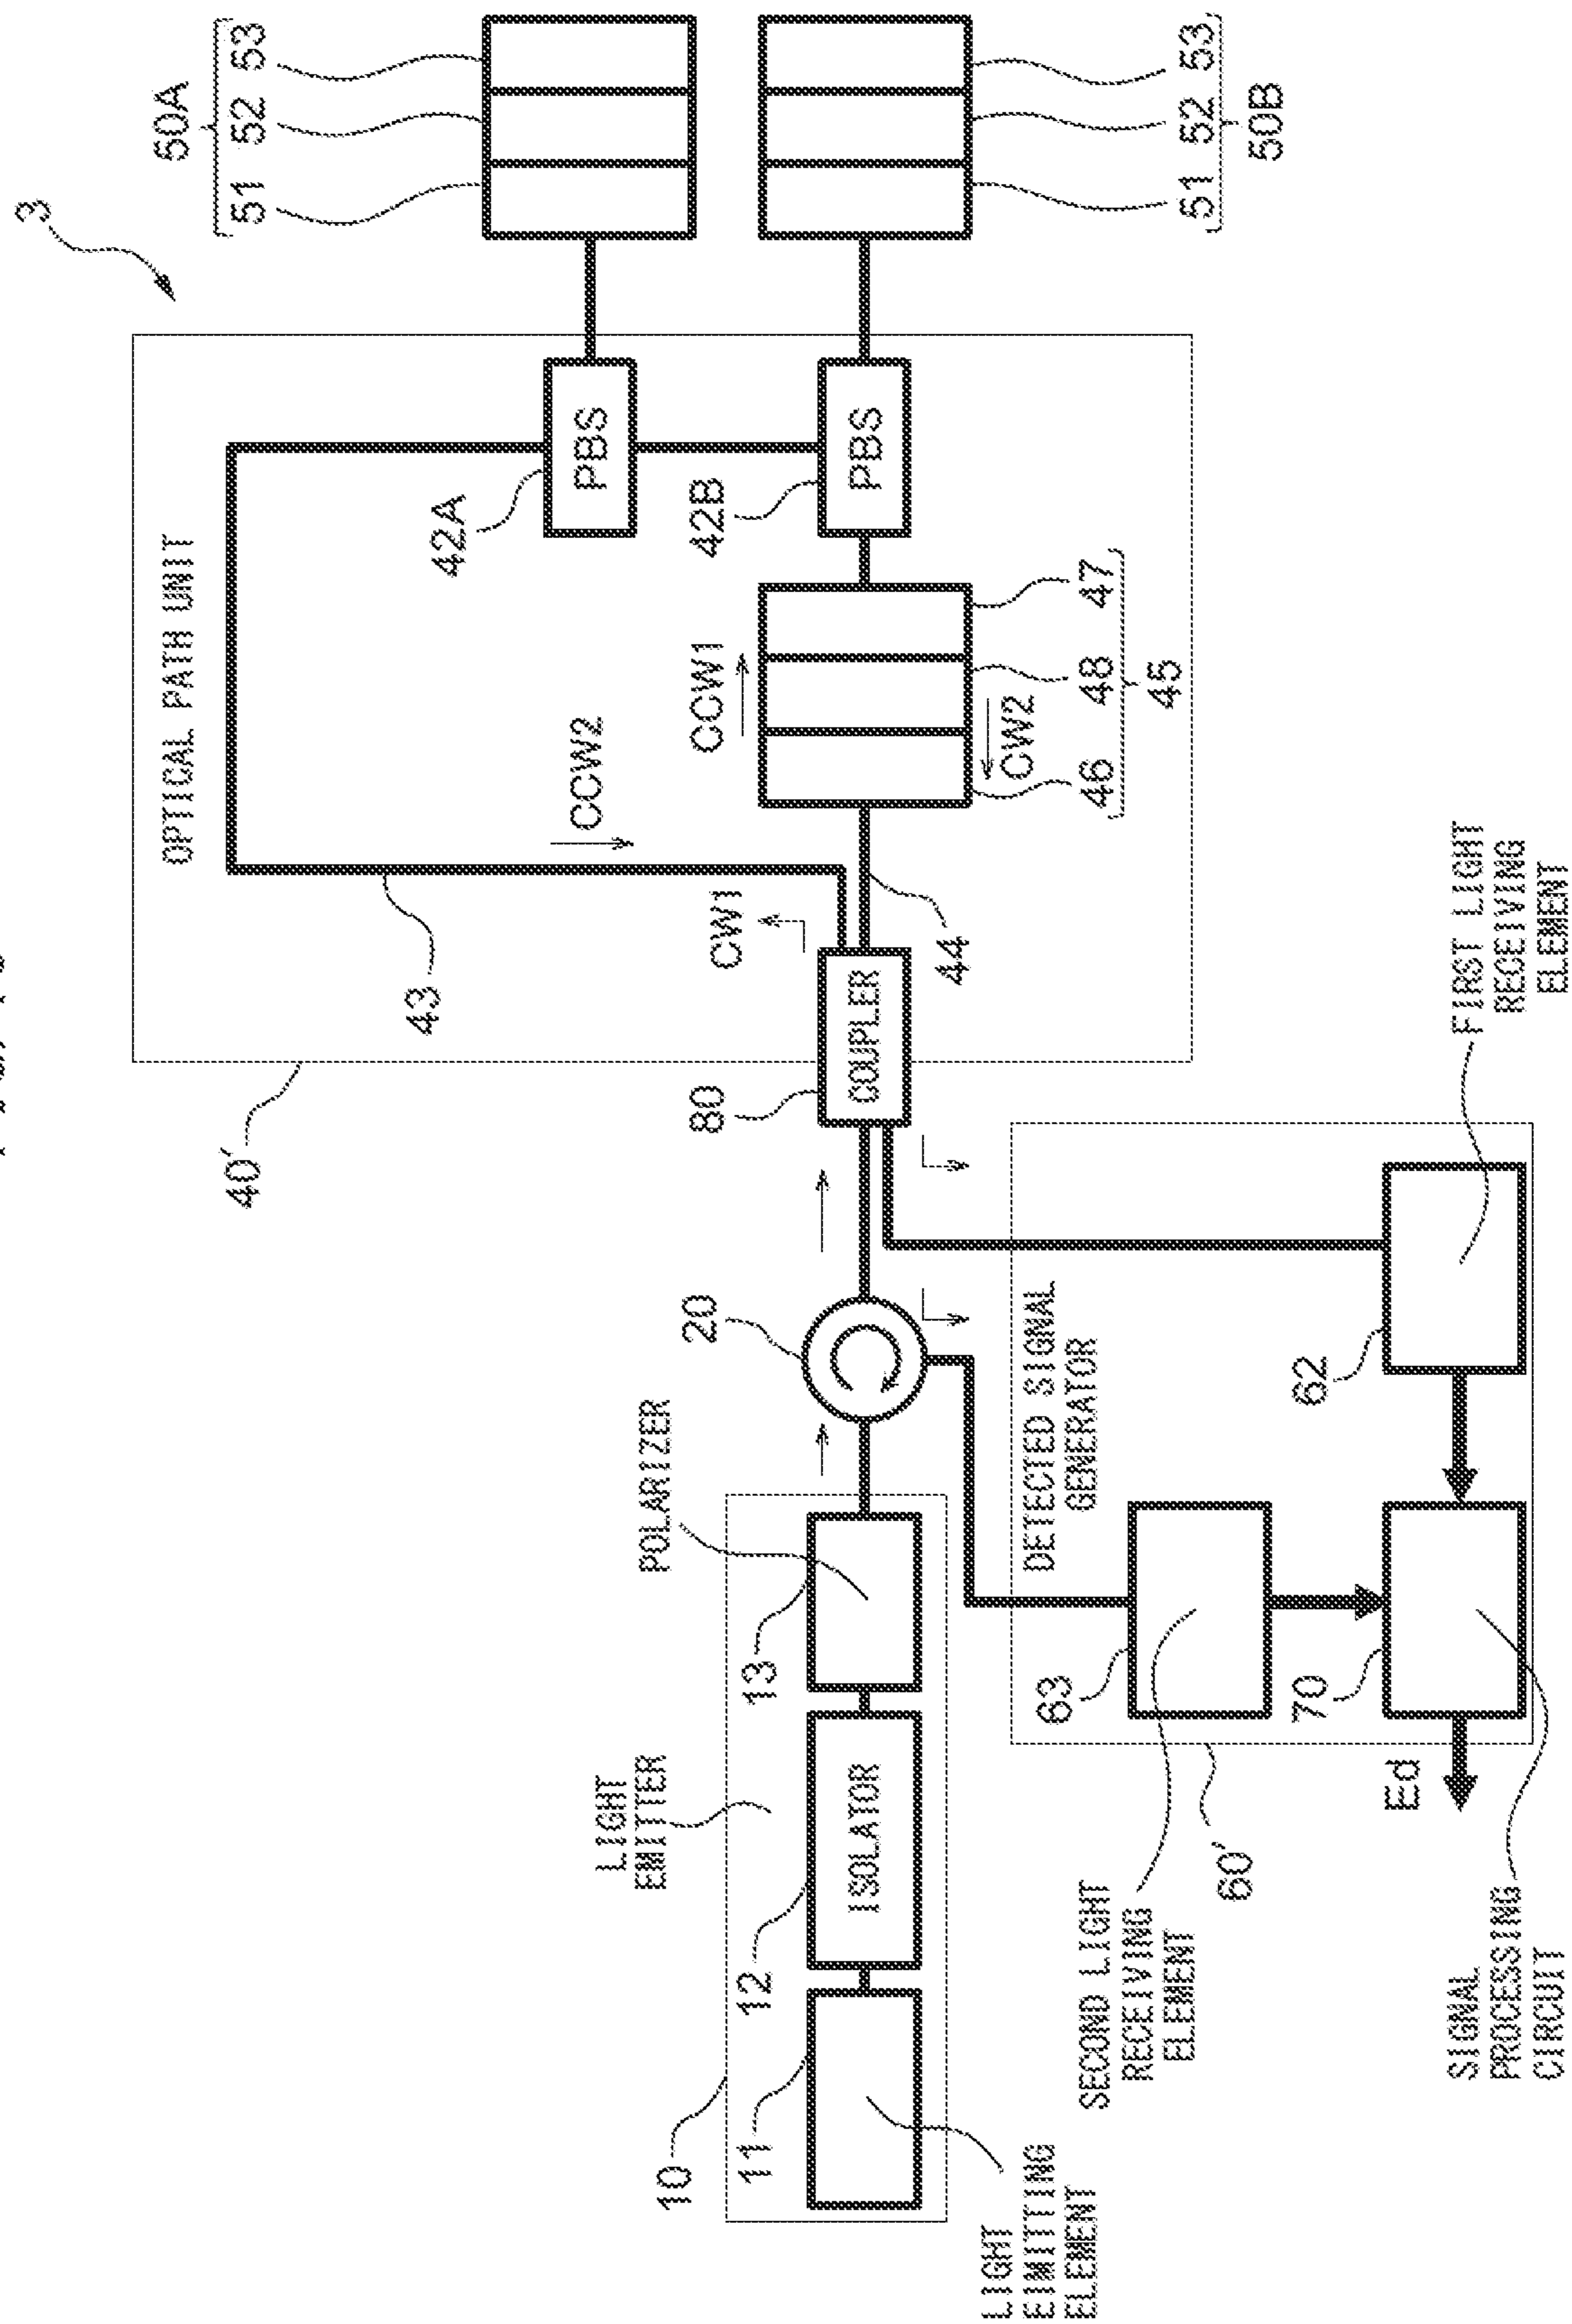 3
50A
51 52 53
51 52 53
50B
OPTICAL PATH UNIT
40′
43
42A
PBS
42B
PBS
CCW2
CW1
CCW1
CW2
46 48 47
45
44
80
COUPLER
20
LIGHT
EMITTER
POLARIZER
10
11
12
13
ISOLATOR
LIGHT
EIMITTING
ELEMENT
DETECTED SIGNAL
GENERATOR
63
62
70
60′
Ed
SECOND LIGHT
RECEIVING
ELEMENT
FIRST LIGHT
RECEIVING
ELEMENT
SIGNAL
PROCESSING
CIRCUIT